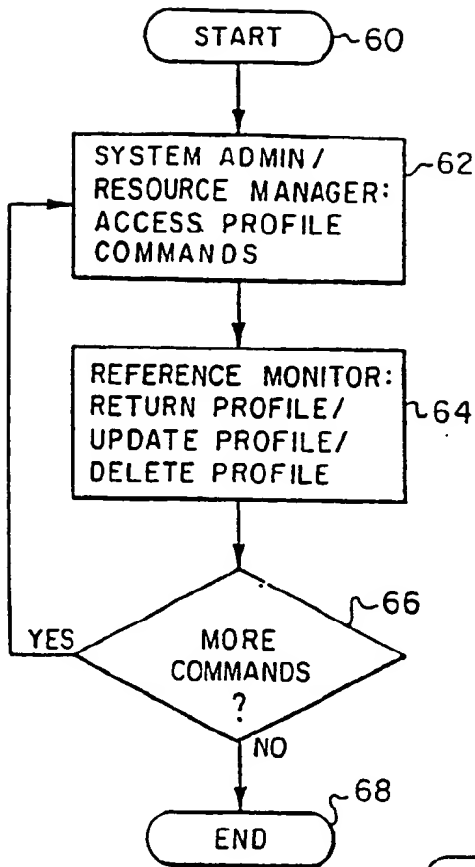 START
60
SYSTEM ADMIN/
RESOURCE MANAGER:
ACCESS PROFILE
COMMANDS
62
REFERENCE MONITOR:
RETURN PROFILE/
UPDATE PROFILE/
DELETE PROFILE
64
66
YES
MORE
COMMANDS
?
NO
68
END